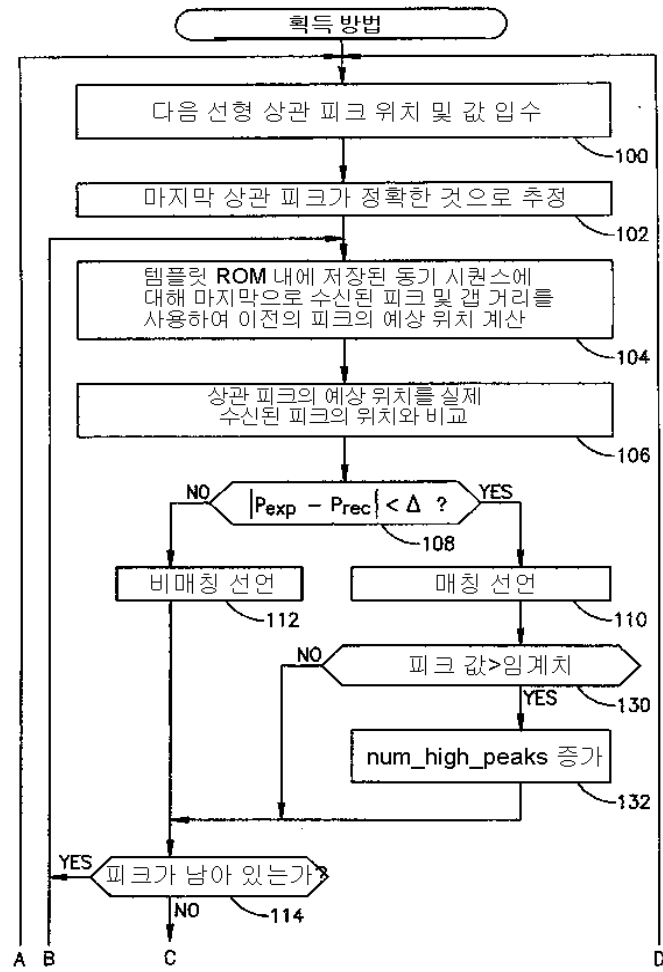 획득 방법
다음 선형 상관 피크 위치 및 값 입수
100
마지막 상관 피크가 정확한 것으로 추정
102
템플릿 ROM 내에 저장된 동기 시퀀스에
대해 마지막으로 수신된 피크 및 갭 거리를
사용하여 이전의 피크의 예상 위치 계산
104
상관 피크의 예상 위치를 실제
수신된 피크의 위치와 비교
106
NO
|Pexp - Prec| < Δ ?
YES
108
비매칭 선언
112
매칭 선언
110
NO
피크 값>임계치
130
YES
num_high_peaks 증가
132
YES
피크가 남아 있는가?
114
NO
A B C D